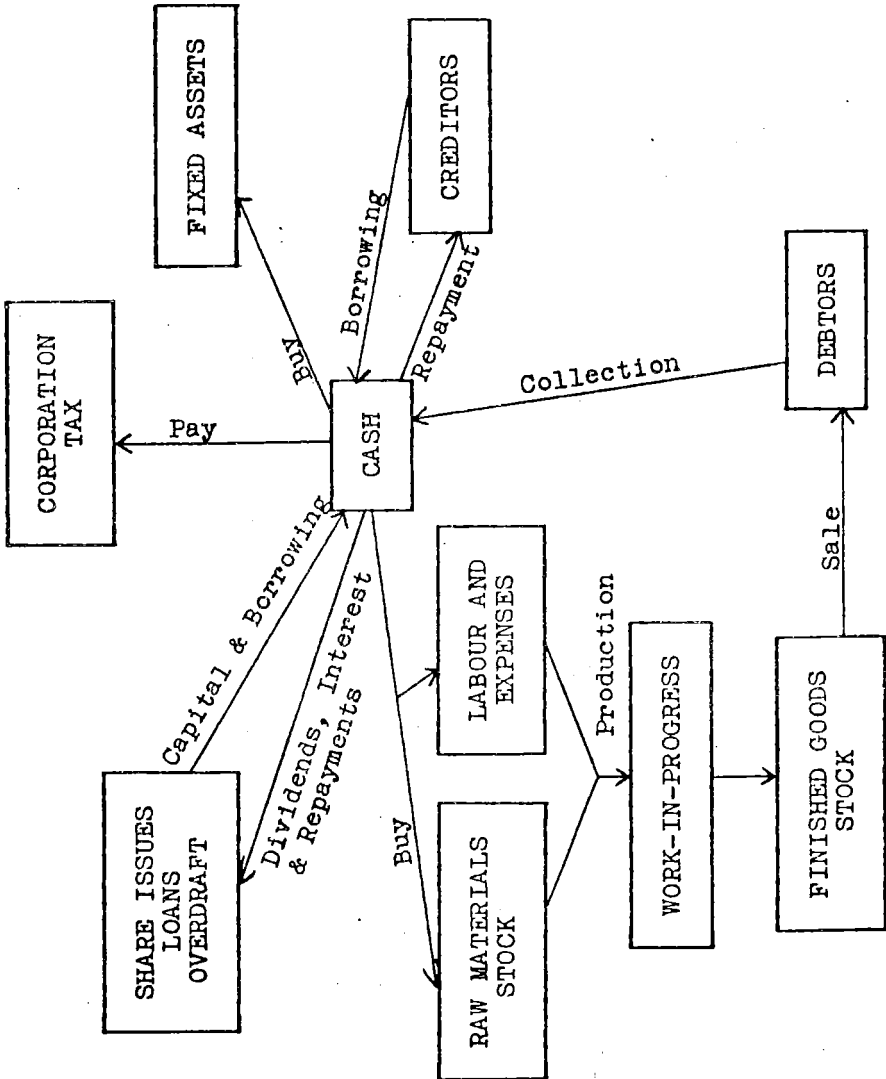 CORPORATION
TAX
FIXED ASSETS
SHARE ISSUES
LOANS
OVERDRAFT
Capital & Borrowing
Pay
Buy
Dividends, Interest
& Repayments
CASH
Borrowing
Repayment
CREDITORS
Buy
RAW MATERIALS
STOCK
LABOUR AND
EXPENSES
Collection
Production
WORK-IN-PROGRESS
FINISHED GOODS
STOCK
Sale
DEBTORS